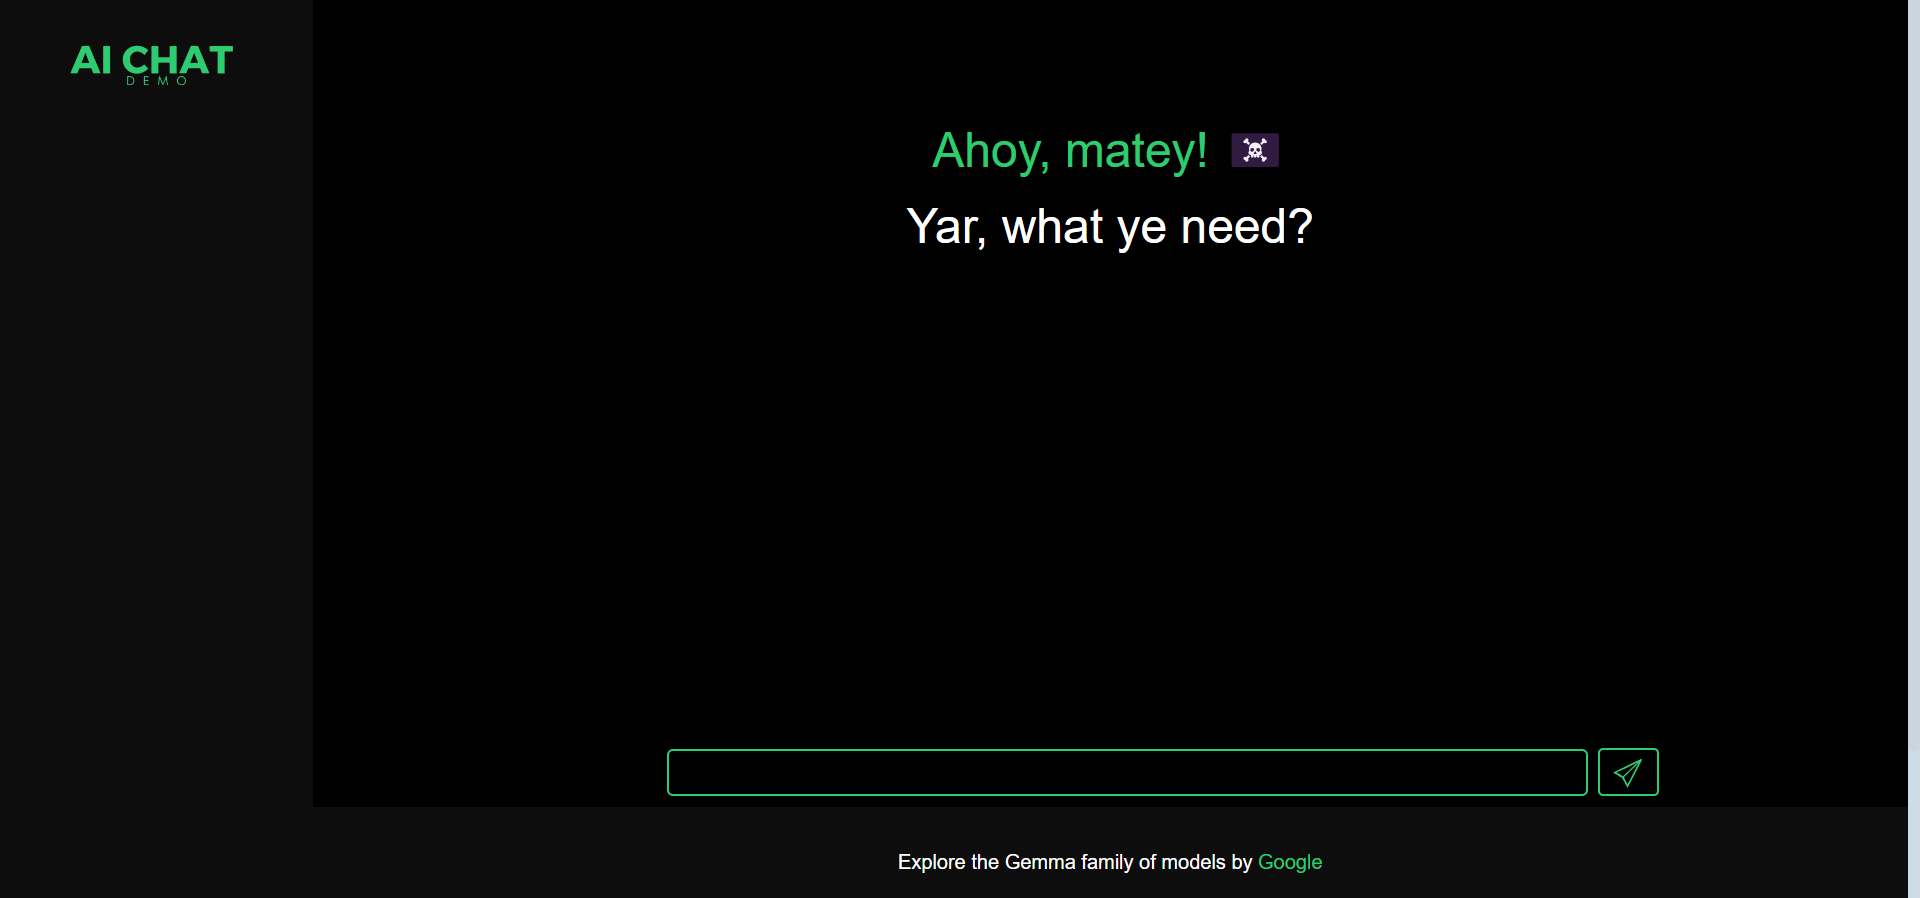 AI CHAT
DEMO
Ahoy, matey! 🏴‍☠️
Yar, what ye need?
Explore the Gemma family of models by Google